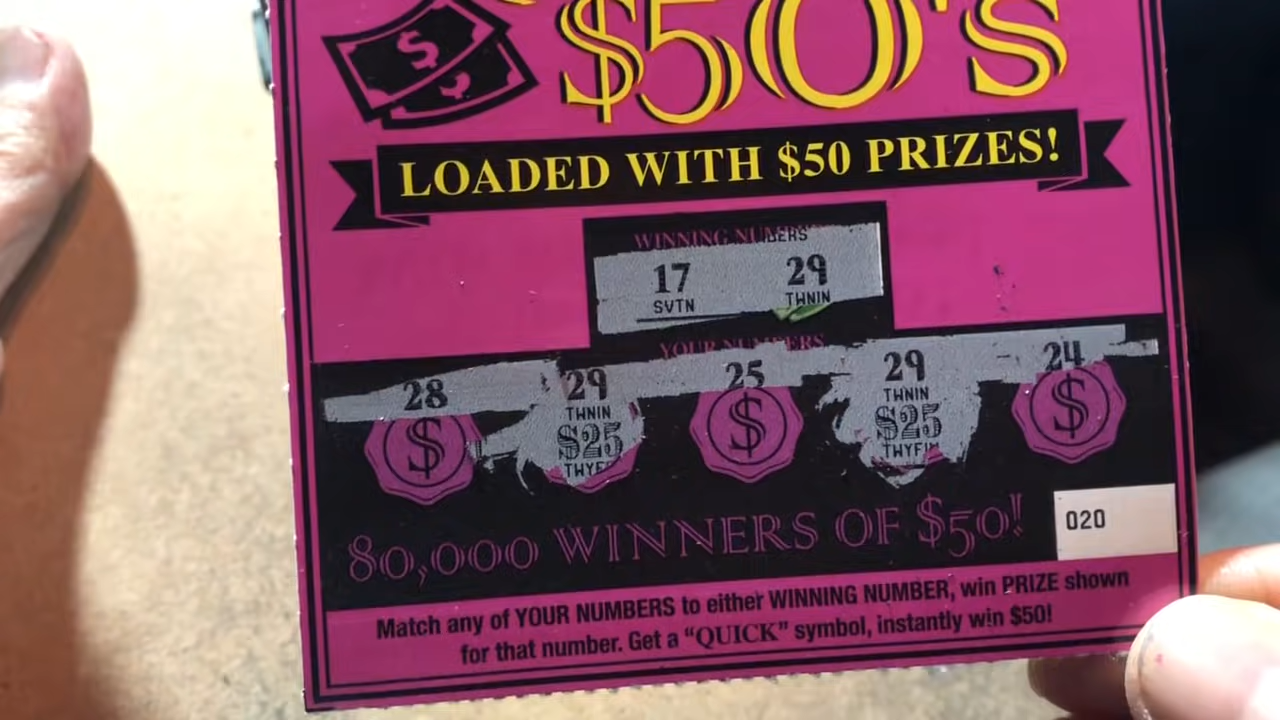 $50's
LOADED WITH $50 PRIZES!
WINNING NUMBERS
17 29
SVTN THNIN
YOUR NUMBERS
28 29 25 29 24
THNIN THNIN
$25 $25
80,000 WINNERS OF $50!
020
Match any of YOUR NUMBERS to either WINNING NUMBER, win PRIZE shown
for that number. Get a "QUICK" symbol, instantly win $50!